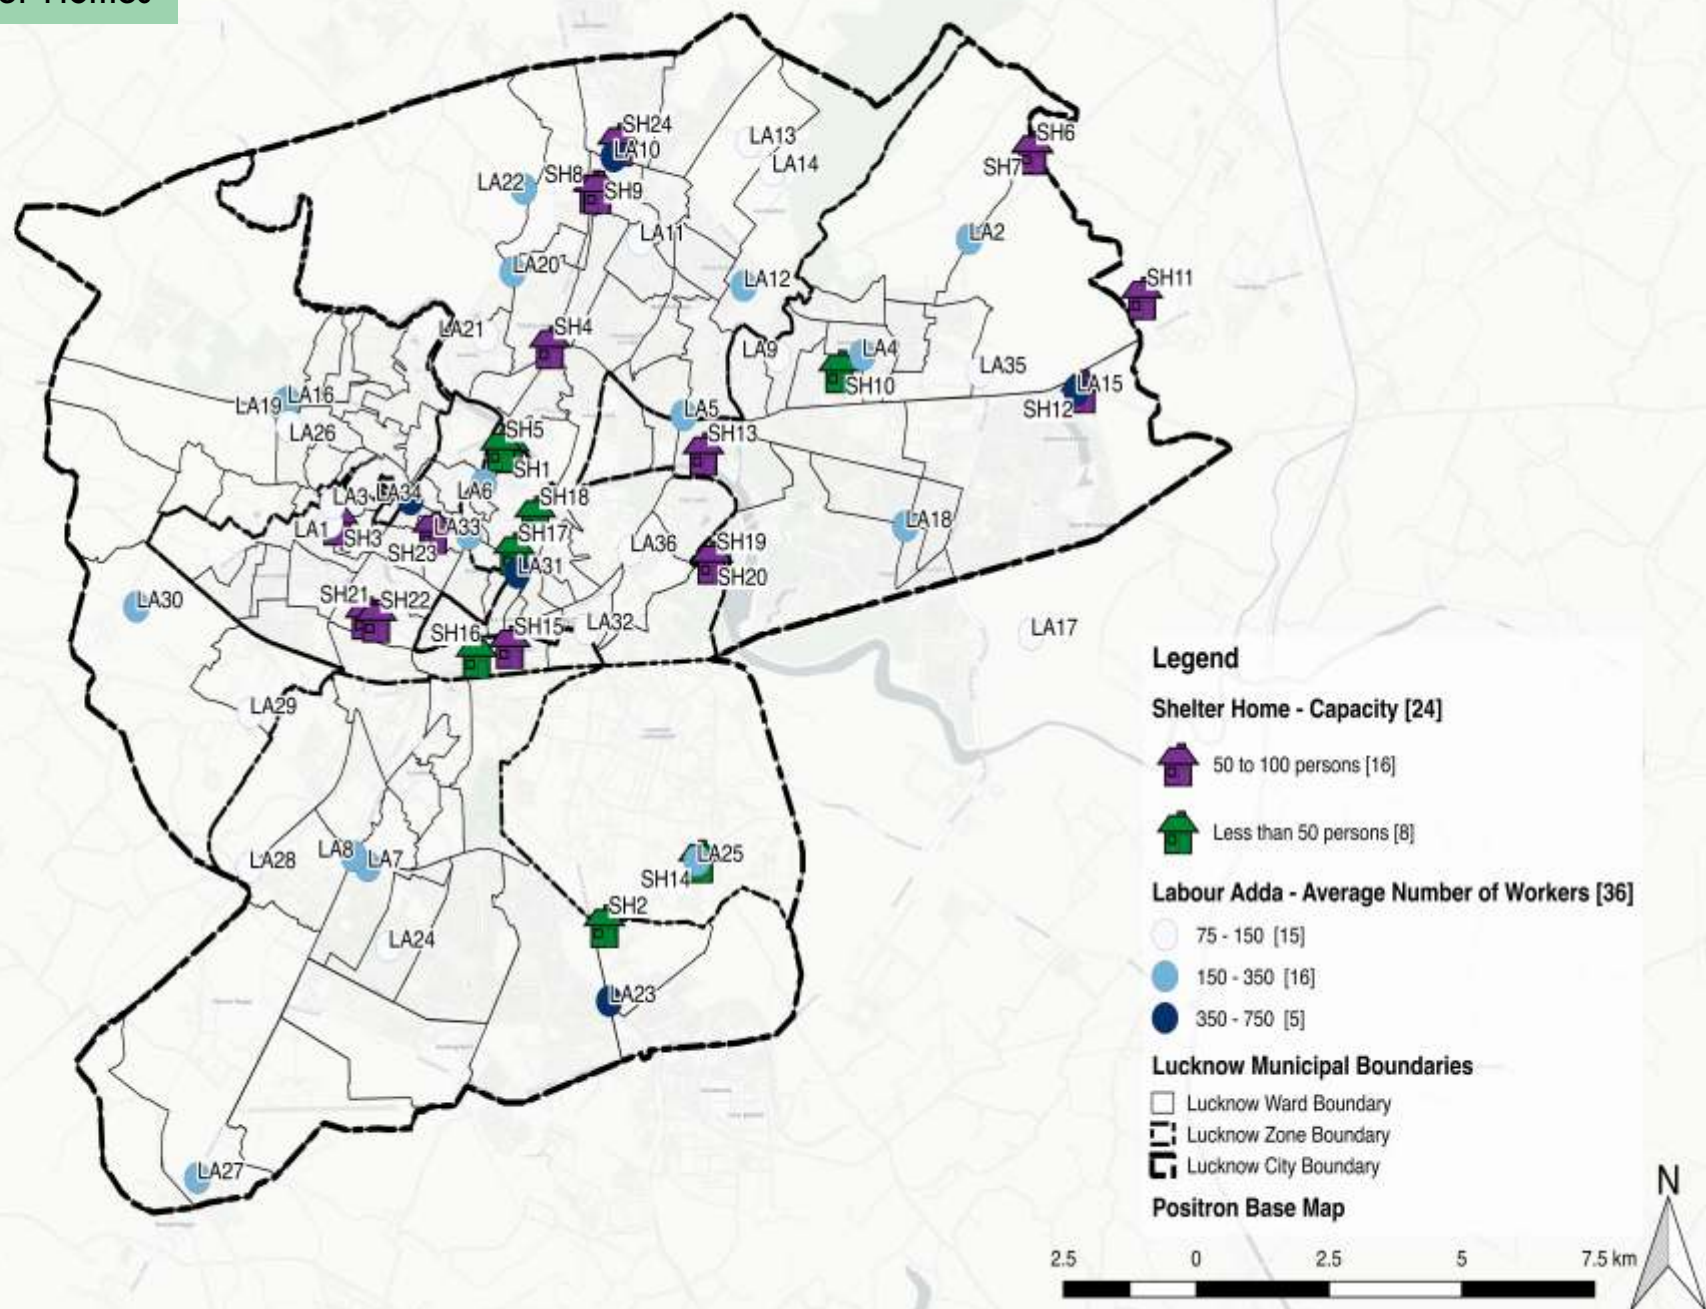 SH24
LA10
LA13
LA14
SH6
SH7
LA22
SH8
SH9
LA11
LA2
LA20
LA12
SH11
LA21
SH4
LA9
LA4
SH10
LA35
LA15
SH12
LA19
LA16
LA26
LA5
SH13
SH5
SH1
LA3
LA34
LA6
SH18
LA1
SH3
LA33
SH23
SH17
LA31
LA36
SH19
SH20
LA18
LA30
SH21
SH22
SH16
SH15
LA32
LA17
LA29
LA28
LA8
LA7
LA25
SH14
SH2
LA24
LA23
LA27
Legend
Shelter Home - Capacity [24]
50 to 100 persons [16]
Less than 50 persons [8]
Labour Adda - Average Number of Workers [36]
75 - 150 [15]
150 - 350 [16]
350 - 750 [5]
Lucknow Municipal Boundaries
Lucknow Ward Boundary
Lucknow Zone Boundary
Lucknow City Boundary
Positron Base Map
N
2.5 0 2.5 5 7.5 km